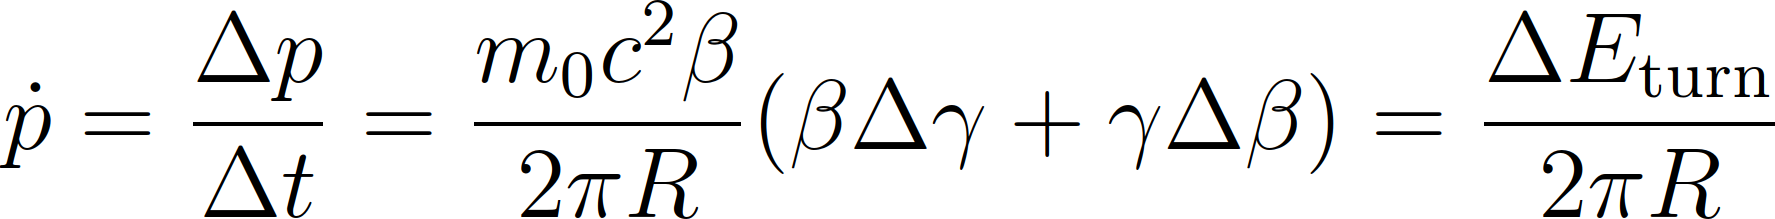 ṗ = Δp/Δt = m₀c²β/2πR (βΔγ + γΔβ) = ΔE_turn/2πR